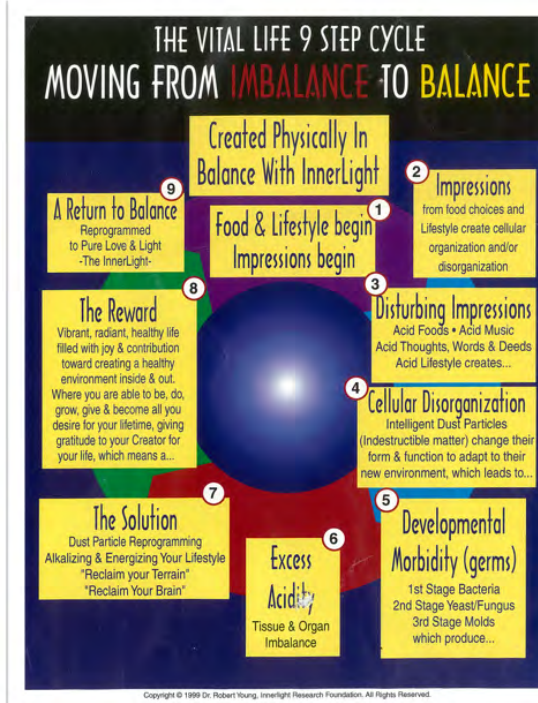 THE VITAL LIFE 9 STEP CYCLE
MOVING FROM IMBALANCE TO BALANCE
Created Physically In
Balance With InnerLight
1
Food & Lifestyle begin
Impressions begin
2
Impressions
from food choices and
Lifestyle create cellular
organization and/or
disorganization
3
Disturbing Impressions
Acid Foods • Acid Music
Acid Thoughts, Words & Deeds
Acid Lifestyle creates...
4
Cellular Disorganization
Intelligent Dust Particles
(Indestructible matter) change their
form & function to adapt to their
new environment, which leads to...
5
Developmental
Morbidity (germs)
1st Stage Bacteria
2nd Stage Yeast/Fungus
3rd Stage Molds
which produce...
6
Excess
Acidity
Tissue & Organ
Imbalance
7
The Solution
Dust Particle Reprogramming
Alkalizing & Energizing Your Lifestyle
"Reclaim your Terrain"
"Reclaim Your Brain"
8
The Reward
Vibrant, radiant, healthy life
filled with joy & contribution
toward creating a healthy
environment inside & out.
Where you are able to be, do,
grow, give & become all you
desire for your lifetime, giving
gratitude to your Creator for
your life, which means a...
9
A Return to Balance
Reprogrammed
to Pure Love & Light
-The InnerLight-
Copyright © 1999 Dr. Robert Young, Innerlight Research Foundation. All Rights Reserved.